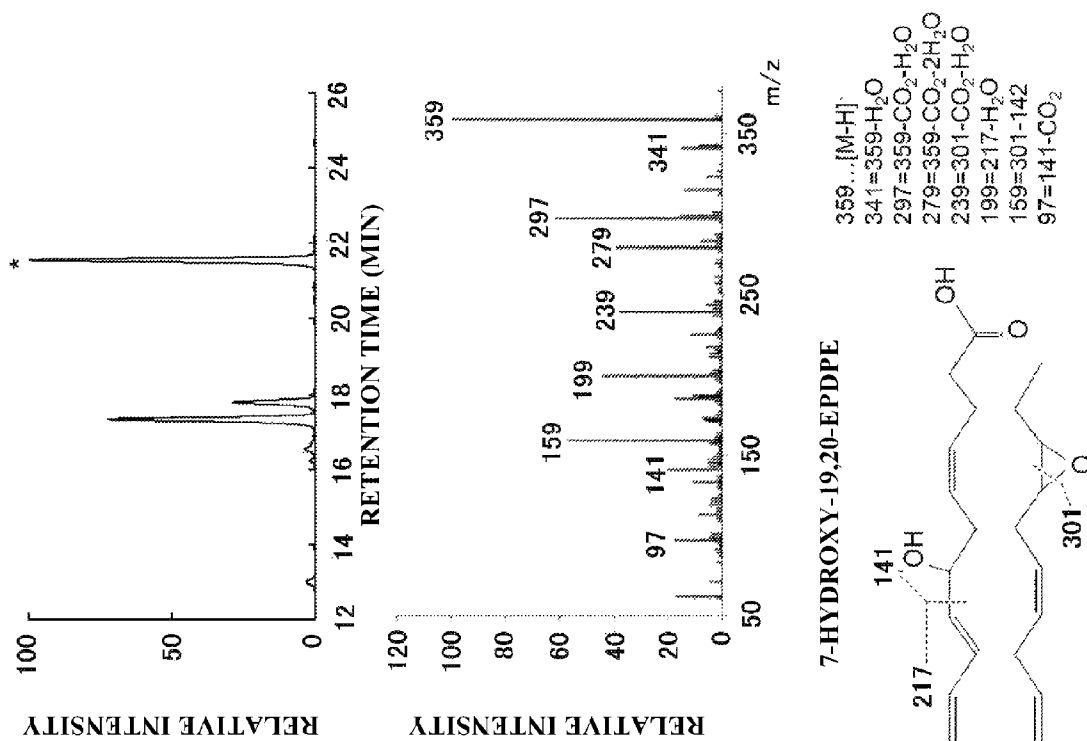 *
100
50
0
RELATIVE INTENSITY
12 14 16 18 20 22 24 26
RETENTION TIME (MIN)
120
100
80
60
40
20
0
RELATIVE INTENSITY
97
141
159
199
239
279
297
341
359
50 150 250 350
m/z
7-HYDROXY-19,20-EPDPE
217
141
OH
OH
O
O
301
359...[M-H]-
341=359-H2O
297=359-CO2-H2O
279=359-CO2-2H2O
239=301-CO2-H2O
199=217-H2O
159=301-142
97=141-CO2